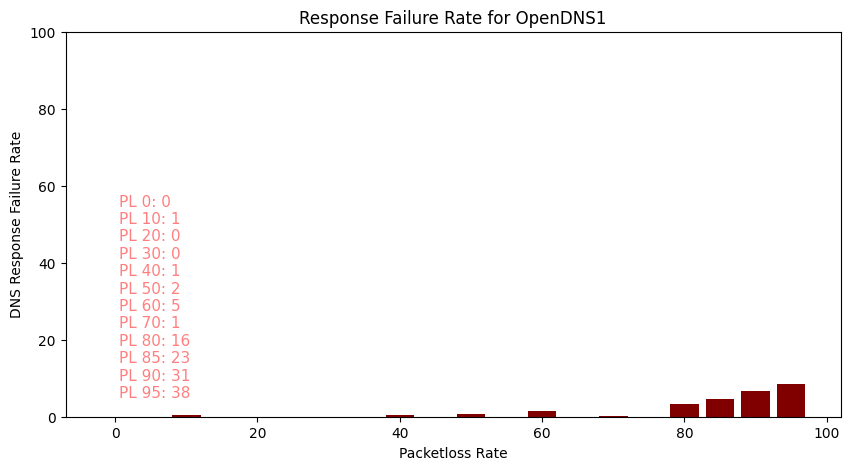 Response Failure Rate for OpenDNS1
100
80
60
40
20
0
DNS Response Failure Rate
PL 0: 0
PL 10: 1
PL 20: 0
PL 30: 0
PL 40: 1
PL 50: 2
PL 60: 5
PL 70: 1
PL 80: 16
PL 85: 23
PL 90: 31
PL 95: 38
0 20 40 60 80 100
Packetloss Rate